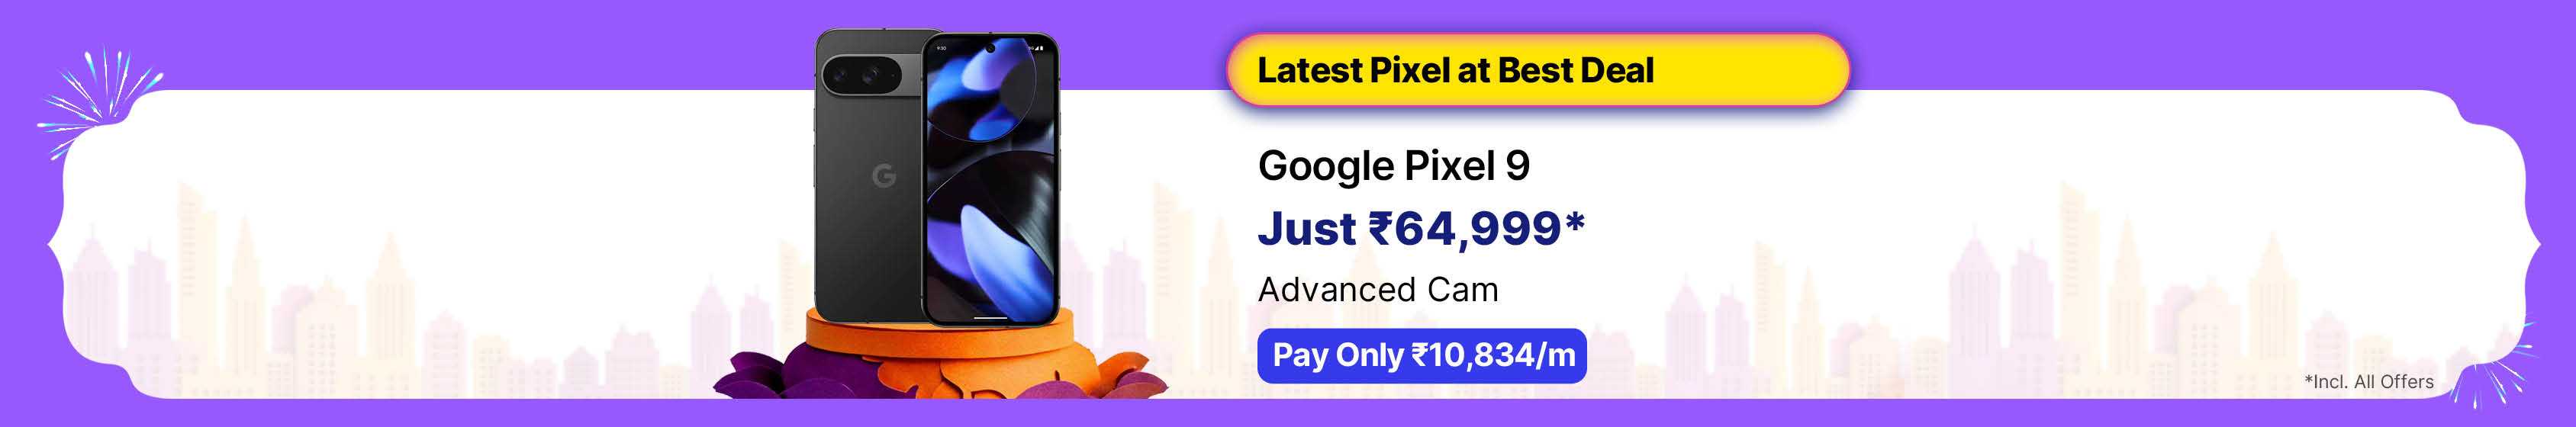 Latest Pixel at Best Deal
Google Pixel 9
Just ₹64,999*
Advanced Cam
Pay Only ₹10,834/m
*Incl. All Offers